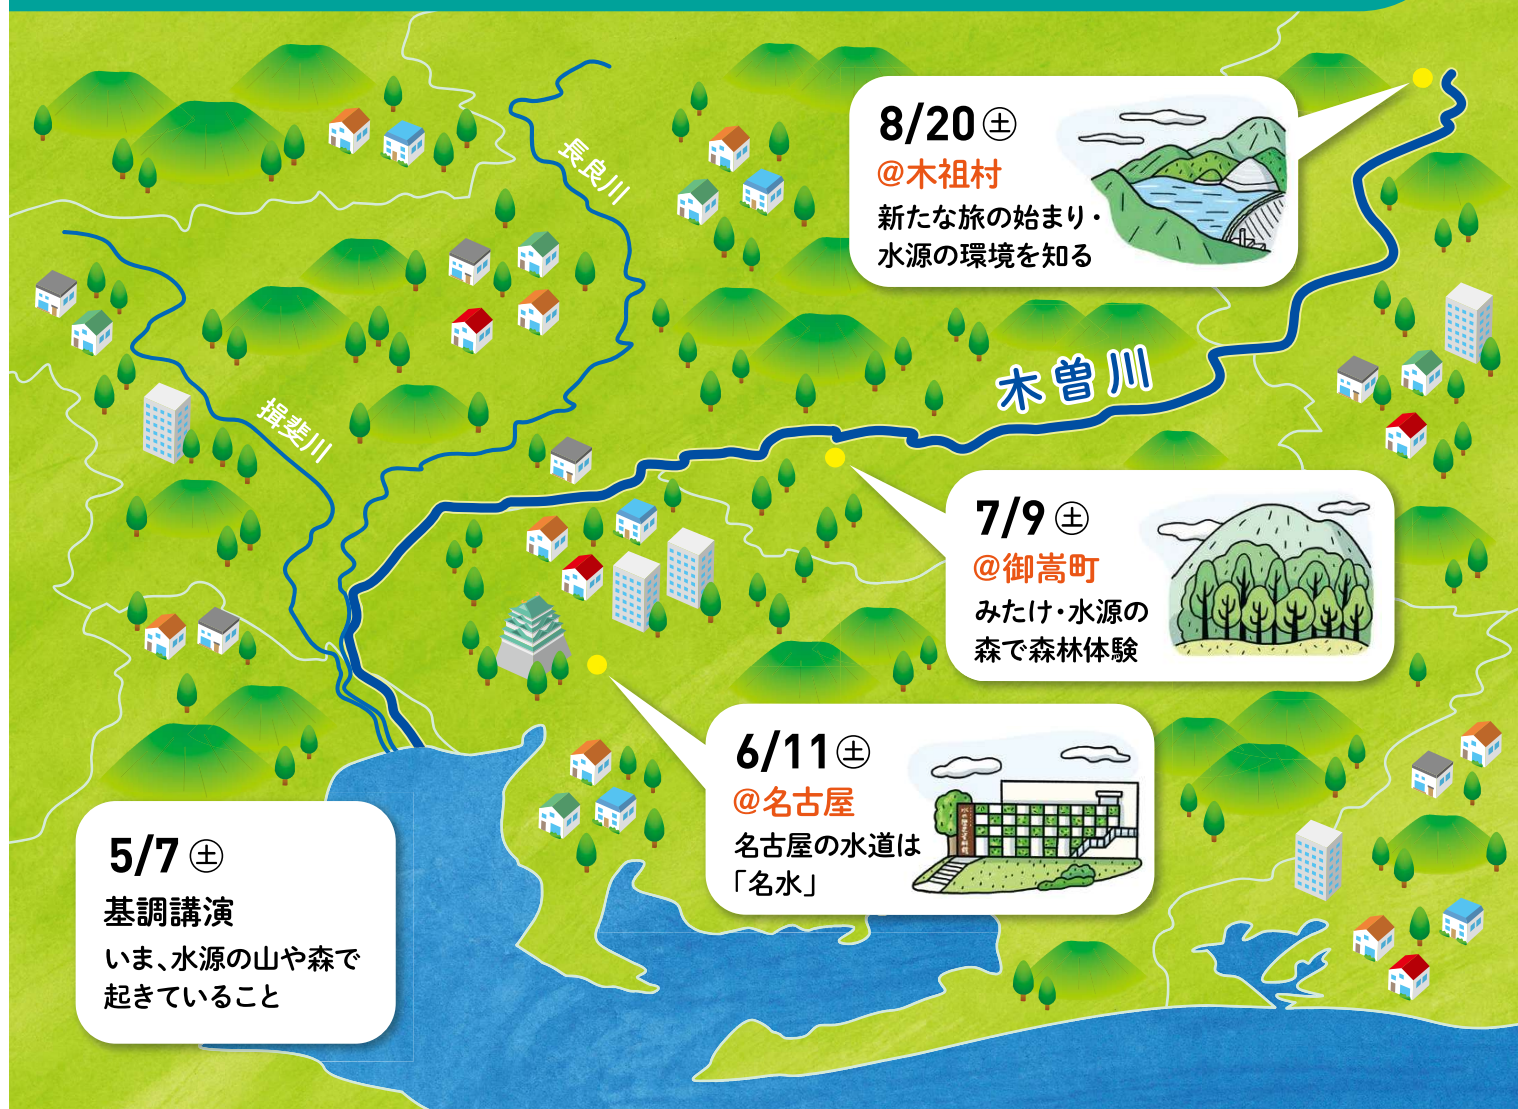 8/20㊏
@木祖村
新たな旅の始まり・
水源の環境を知る
長良川
木曽川
揖斐川
7/9㊏
@御嵩町
みたけ・水源の
森で森林体験
6/11㊏
@名古屋
名古屋の水道は
「名水」
5/7㊏
基調講演
いま、水源の山や森で
起きていること